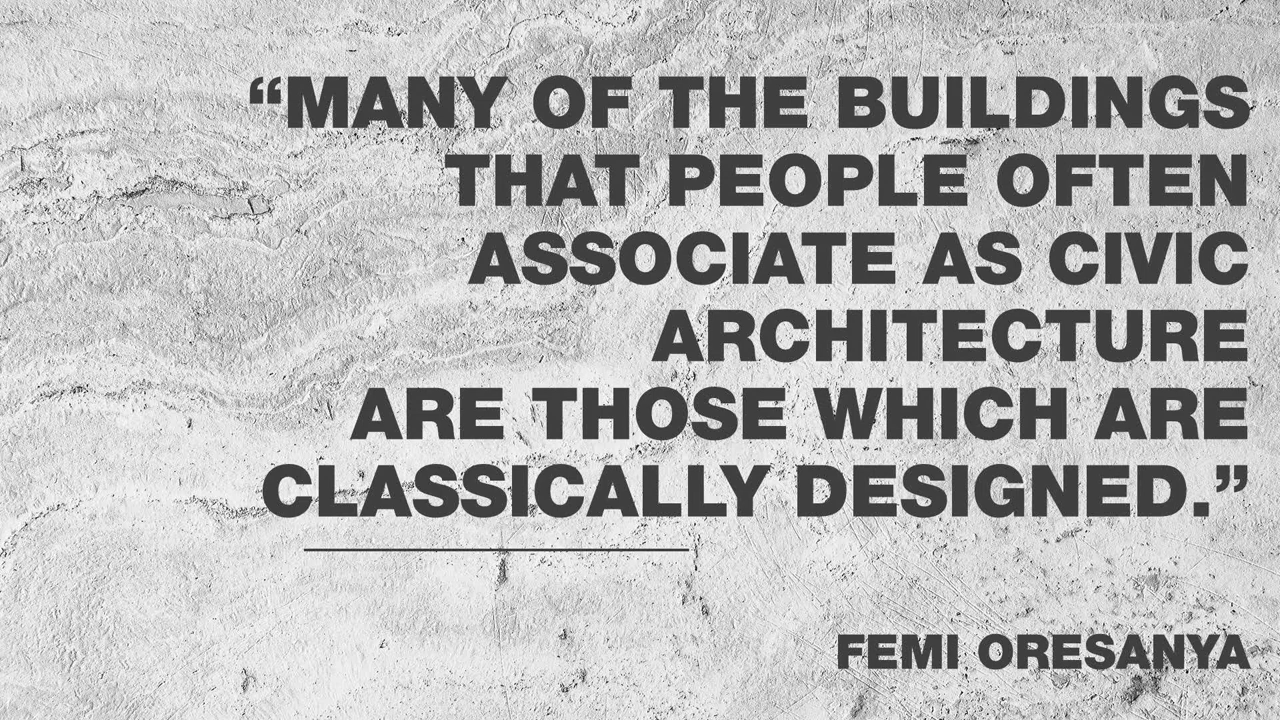 “MANY OF THE BUILDINGS
THAT PEOPLE OFTEN
ASSOCIATE AS CIVIC
ARCHITECTURE
ARE THOSE WHICH ARE
CLASSICALLY DESIGNED.”
FEMI ORESANYA